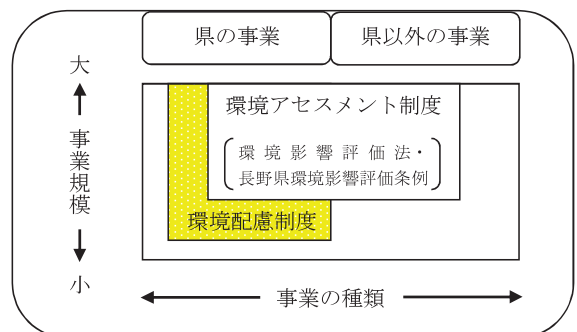 県の事業
県以外の事業
大
事業規模
小
環境アセスメント制度
環境影響評価法・
長野県環境影響評価条例
環境配慮制度
事業の種類